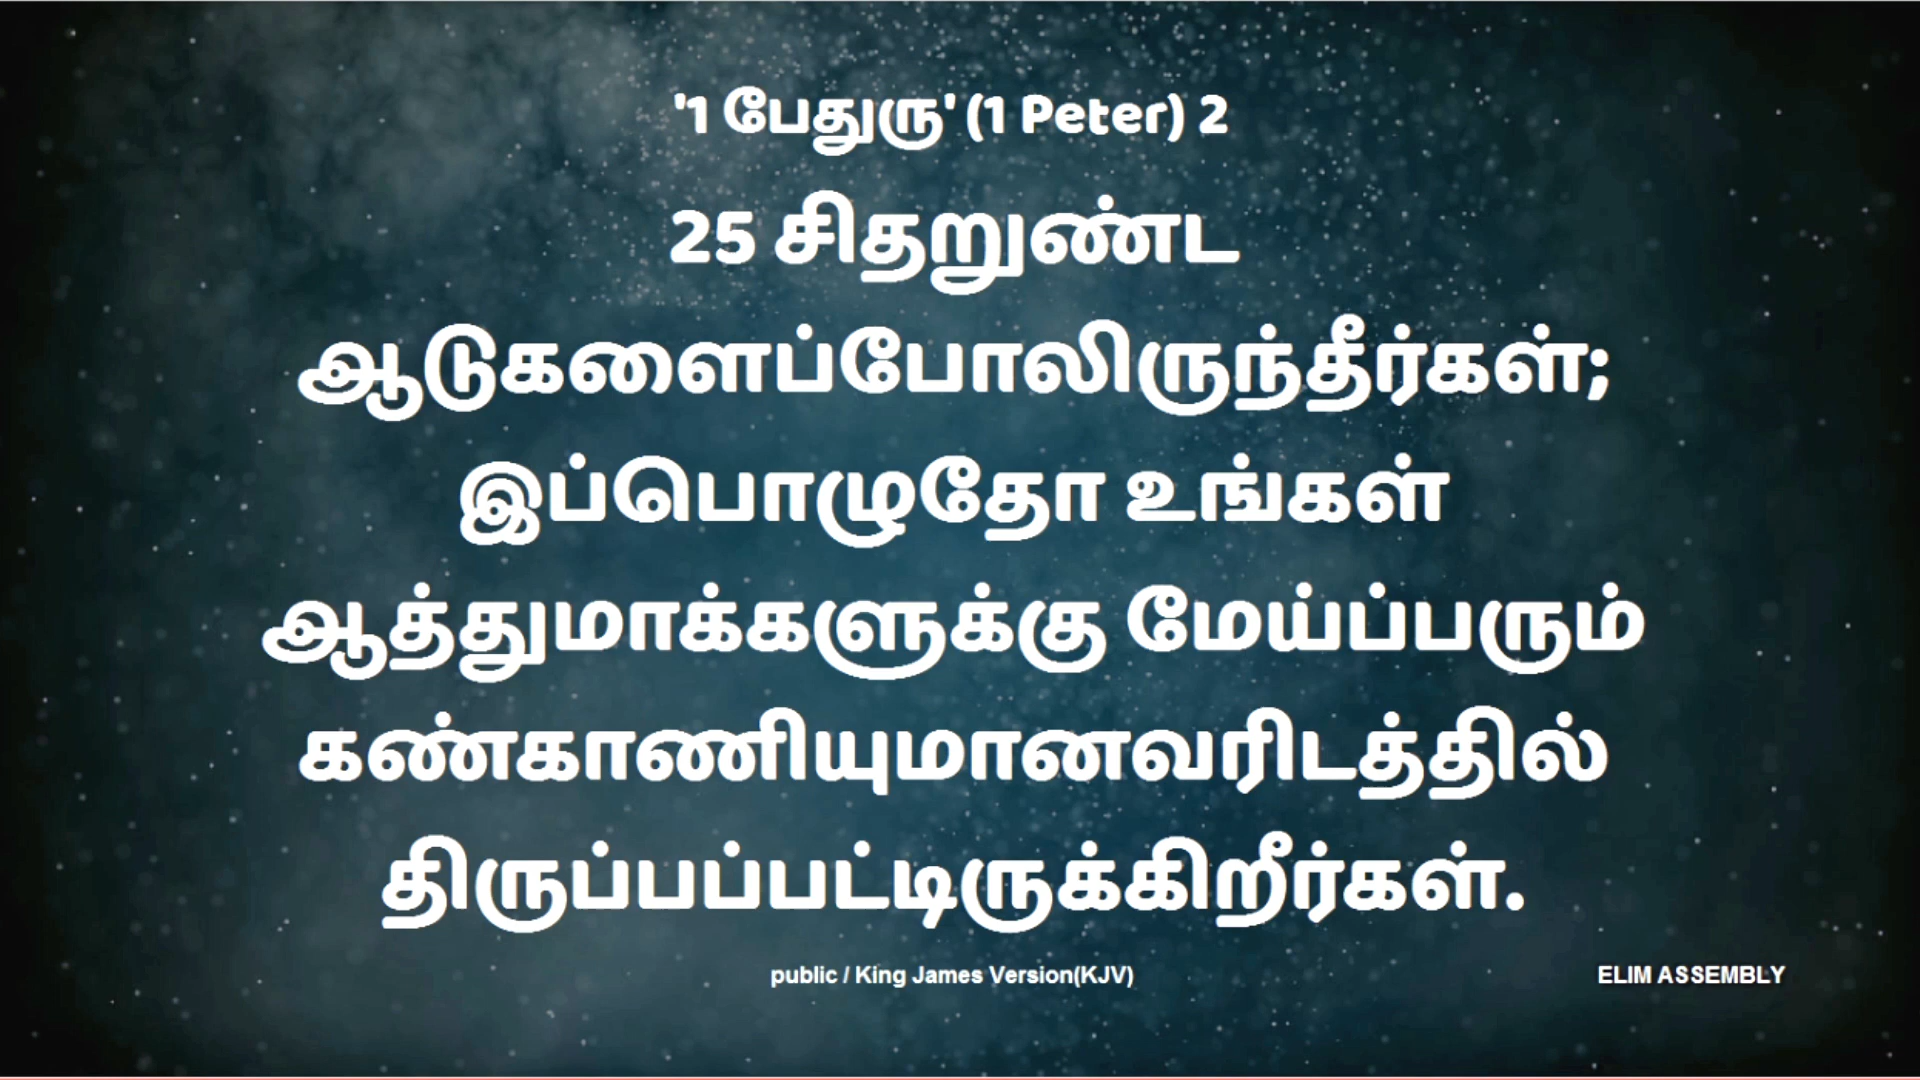 '1 பேதுரு' (1 Peter) 2
25 சிதறுண்ட
ஆடுகளைப்போலிருந்தீர்கள்;
இப்பொழுதோ உங்கள்
ஆத்துமாக்களுக்கு மேய்ப்பரும்
கண்காணியுமானவரிடத்தில்
திருப்பப்பட்டிருக்கிறீர்கள்.
public / King James Version(KJV)
ELIM ASSEMBLY